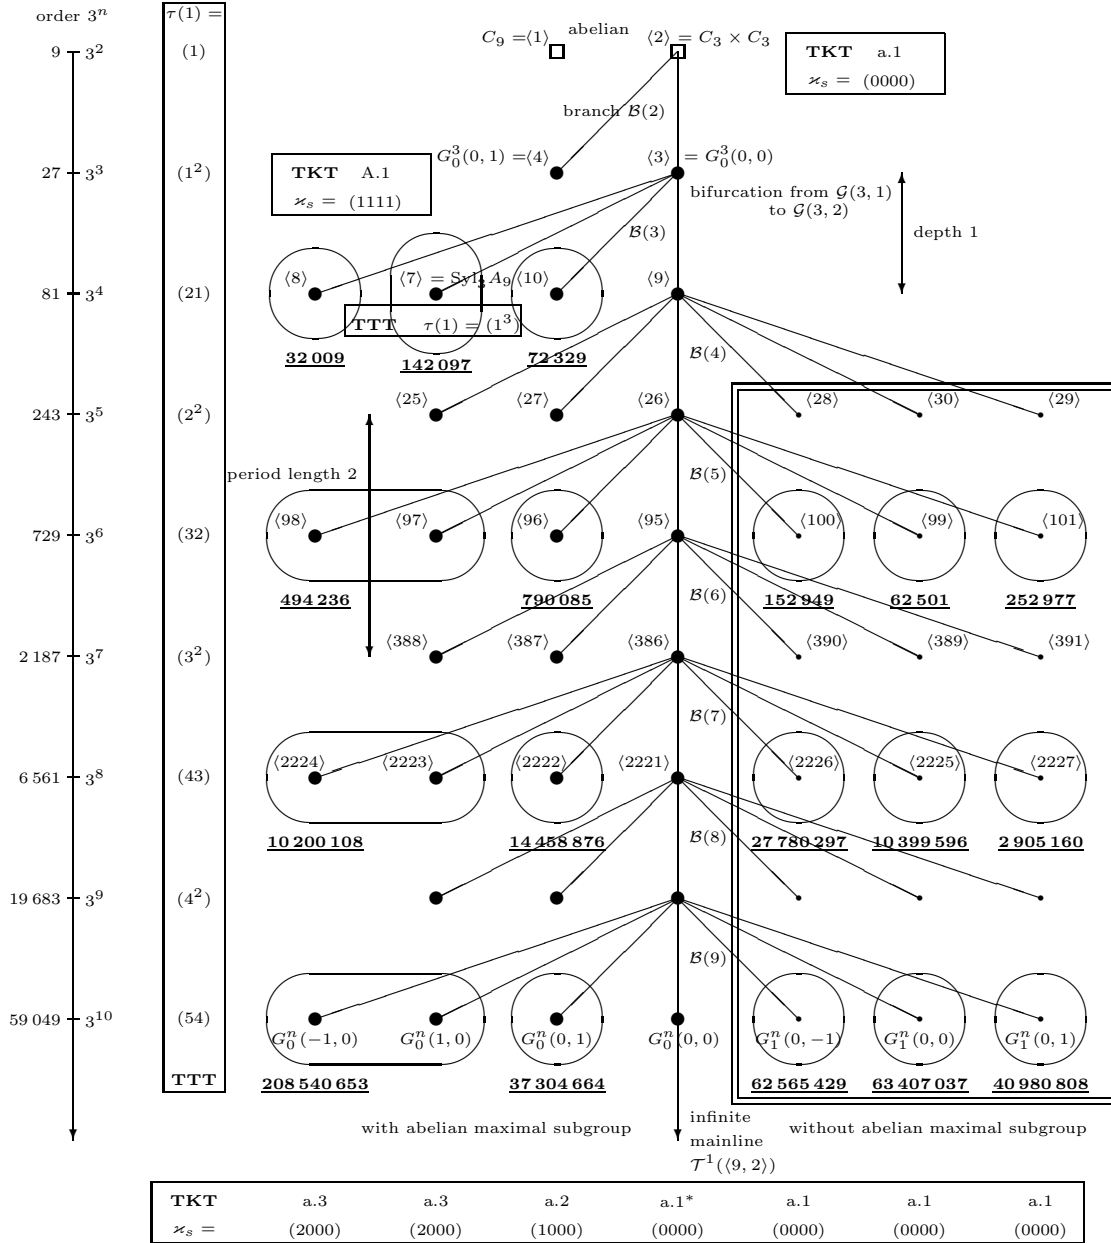 order 3^n
τ(1) =
C_9 = ⟨1⟩ abelian ⟨2⟩ = C_3 × C_3
TKT a.1
ϰ_s = (0000)
9 3^2 (1)
branch B(2)
G_0^3(0,1) = ⟨4⟩ ⟨3⟩ = G_0^3(0,0)
27 3^3 (1^2)
TKT A.1
ϰ_s = (1111)
bifurcation from G(3,1)
to G(3,2)
depth 1
B(3)
⟨8⟩ ⟨7⟩ = Syl_3 A_9 ⟨10⟩ ⟨9⟩
81 3^4 (21)
TTT τ(1) = (1^3)
32 009 142 097 72 329
B(4)
⟨25⟩ ⟨27⟩ ⟨26⟩ ⟨28⟩ ⟨30⟩ ⟨29⟩
243 3^5 (2^2)
period length 2
B(5)
⟨98⟩ ⟨97⟩ ⟨96⟩ ⟨95⟩ ⟨100⟩ ⟨99⟩ ⟨101⟩
729 3^6 (32)
494 236 790 085 152 949 62 501 252 977
B(6)
⟨388⟩ ⟨387⟩ ⟨386⟩ ⟨390⟩ ⟨389⟩ ⟨391⟩
2 187 3^7 (3^2)
B(7)
⟨2224⟩ ⟨2223⟩ ⟨2222⟩ ⟨2221⟩ ⟨2226⟩ ⟨2225⟩ ⟨2227⟩
6 561 3^8 (43)
10 200 108 14 458 876 27 780 297 10 399 596 2 905 160
B(8)
19 683 3^9 (4^2)
B(9)
59 049 3^10 (54)
G_0^n(−1,0) G_0^n(1,0) G_0^n(0,1) G_0^n(0,0) G_1^n(0,−1) G_1^n(0,0) G_1^n(0,1)
TTT
208 540 653 37 304 664 62 565 429 63 407 037 40 980 808
with abelian maximal subgroup
infinite
mainline
T^1(⟨9,2⟩)
without abelian maximal subgroup
TKT a.3 a.3 a.2 a.1* a.1 a.1 a.1
ϰ_s = (2000) (2000) (1000) (0000) (0000) (0000) (0000)